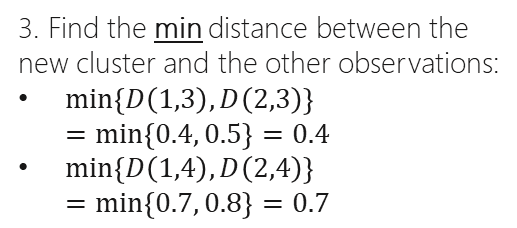 3. Find the min distance between the
new cluster and the other observations:
• min{D(1,3), D(2,3)}
= min{0.4, 0.5} = 0.4
• min{D(1,4), D(2,4)}
= min{0.7, 0.8} = 0.7